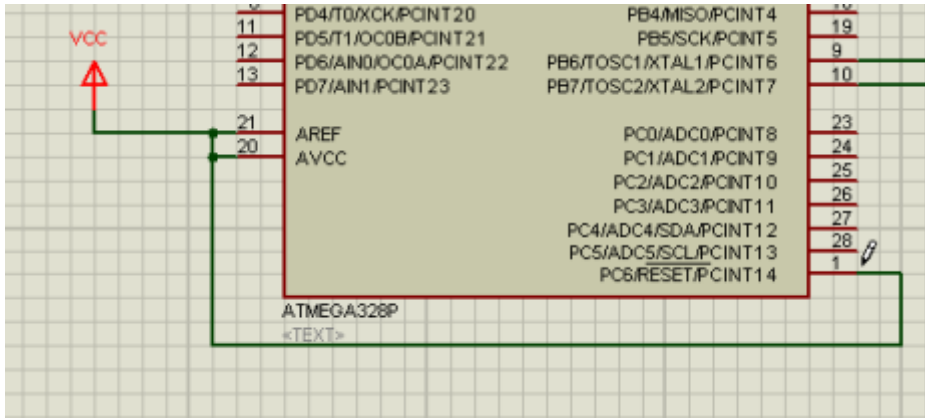 PD4/T0/XCK/PCINT20
PB4/MISO/PCINT4
11
PD5/T1/OC0B/PCINT21
PB5/SCK/PCINT5
19
VCC
12
PD6/AIN0/OC0A/PCINT22
PB6/TOSC1/XTAL1/PCINT6
9
13
PD7/AIN1/PCINT23
PB7/TOSC2/XTAL2/PCINT7
10
21
AREF
PC0/ADC0/PCINT8
23
20
AVCC
PC1/ADC1/PCINT9
24
PC2/ADC2/PCINT10
25
PC3/ADC3/PCINT11
26
PC4/ADC4/SDA/PCINT12
27
PC5/ADC5/SCL/PCINT13
28
PC6/RESET/PCINT14
1
ATMEGA328P
<TEXT>